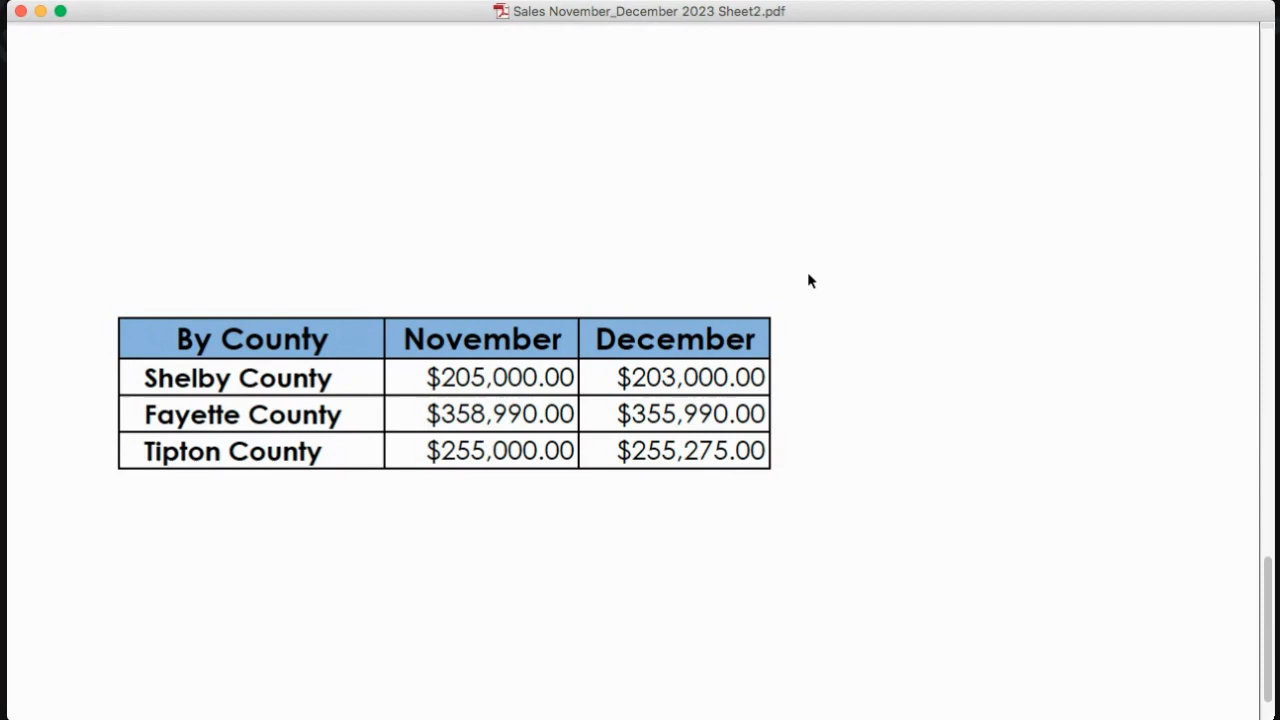 Sales November_December 2023 Sheet2.pdf
By County November December
Shelby County $205,000.00 $203,000.00
Fayette County $358,990.00 $355,990.00
Tipton County $255,000.00 $255,275.00